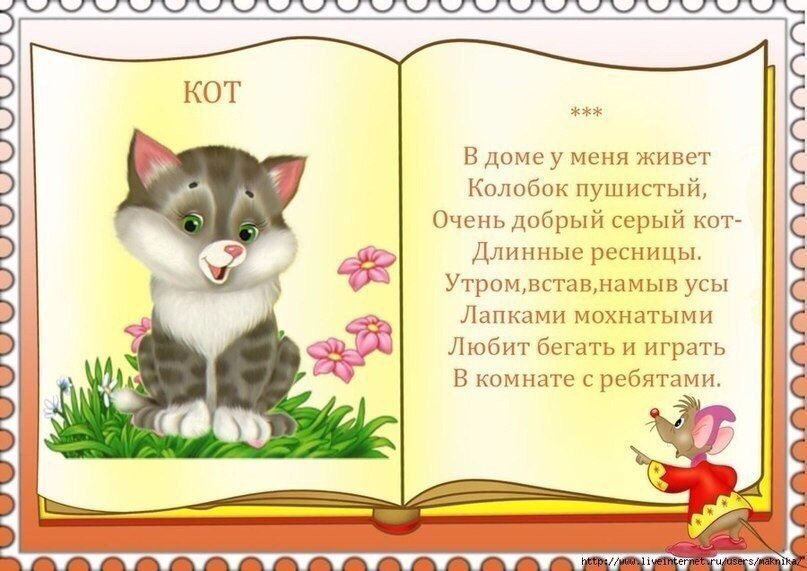 КОТ
***
В доме у меня живет
Колобок пушистый,
Очень добрый серый кот-
Длинные ресницы.
Утром,встав,намыв усы
Лапками мохнатыми
Любит бегать и играть
В комнате с ребятами.
http://www.liveinternet.ru/users/maknika/